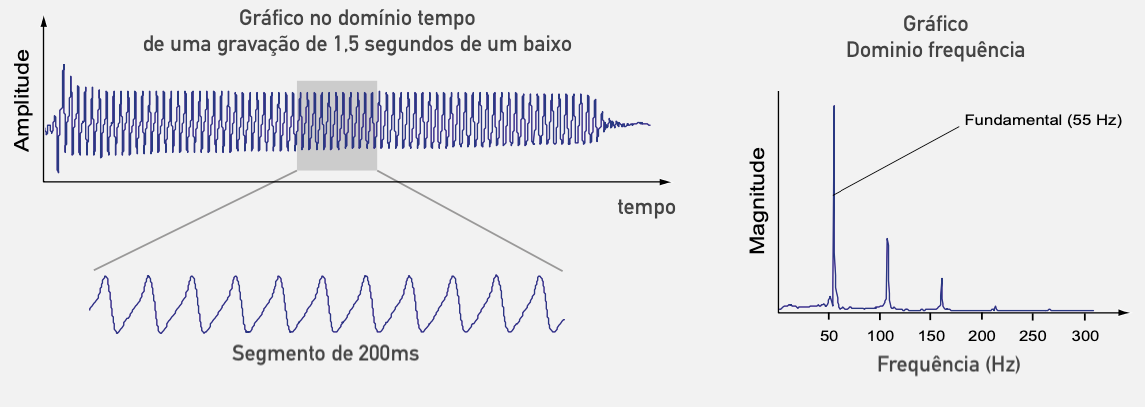 Gráfico no domínio tempo
de uma gravação de 1,5 segundos de um baixo
Amplitude
tempo
Segmento de 200ms
Gráfico
Dominio frequência
Fundamental (55 Hz)
Magnitude
50 100 150 200 250 300
Frequência (Hz)